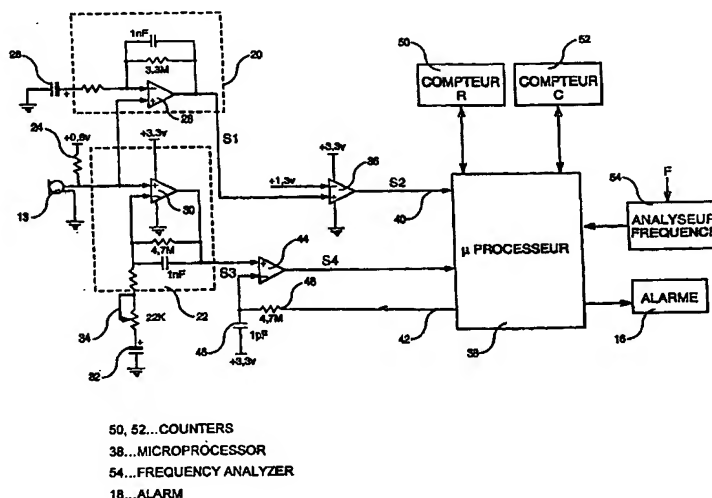 1nF
3.3M
28
20
26
24
+0,6v
S1
50
52
COMPTEUR
R
COMPTEUR
C
13
+3,3v
30
4,7M
1nF
S3
22
34
22K
32
+3,3v
+1,3v
36
S2
40
44
S4
46
4,7M
48
1pF
+3,3v
42
µ PROCESSEUR
38
F
54
ANALYSEUR
FREQUENCE
ALARME
16
50, 52...COUNTERS
38...MICROPROCESSOR
54...FREQUENCY ANALYZER
18...ALARM